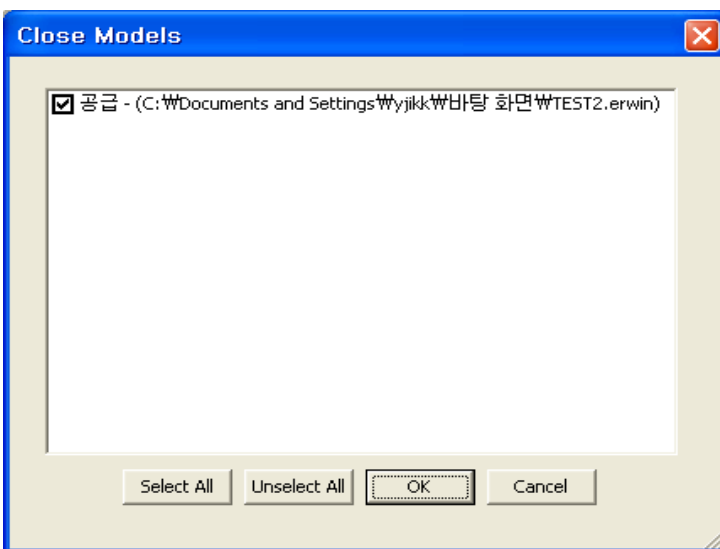 Close Models
공급 - (C:₩Documents and Settings₩yjikk₩바탕 화면₩TEST2.erwin)
Select All Unselect All OK Cancel